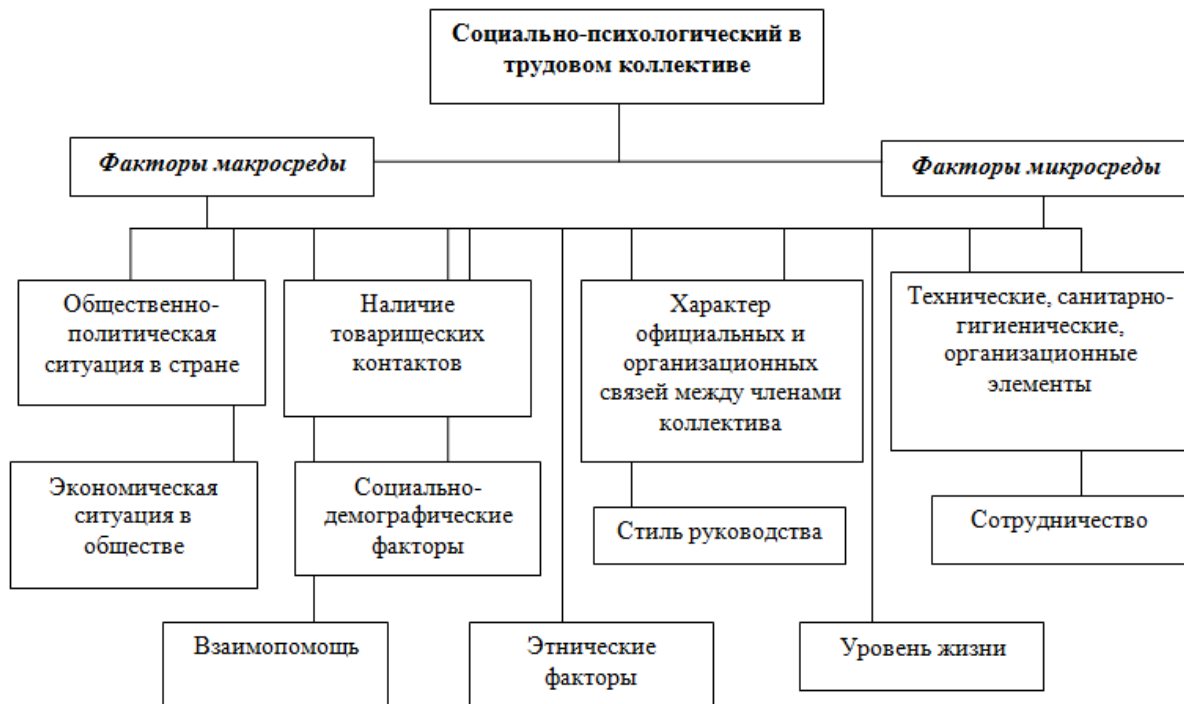 Социально-психологический в
трудовом коллективе
Факторы макросреды
Факторы микросреды
Общественно-
политическая
ситуация в стране
Наличие
товарищеских
контактов
Характер
официальных и
организационных
связей между членами
коллектива
Технические, санитарно-
гигиенические,
организационные
элементы
Экономическая
ситуация в
обществе
Социально-
демографические
факторы
Стиль руководства
Сотрудничество
Взаимопомощь
Этнические
факторы
Уровень жизни